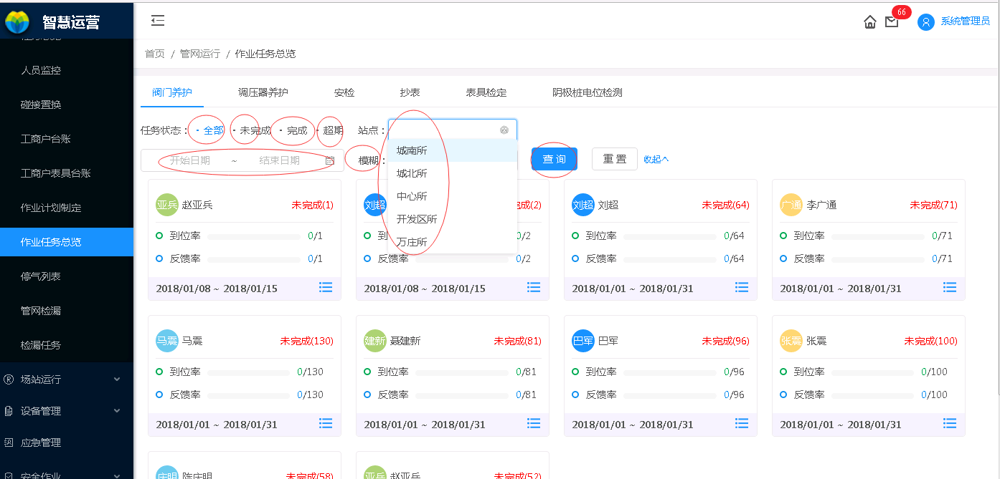 智慧运营
66
系统管理员
人员监控
碰接置换
工商户台账
工商户表具台账
作业计划制定
作业任务总览
停气列表
管网检漏
检漏任务
场站运行
设备管理
应急管理
安全作业
首页 / 管网运行 / 作业任务总览
阀门养护 调压器养护 安检 抄表 表具检定 阴极桩电位检测
任务状态： · 全部 · 未完成 · 完成 · 超期 站点：
开始日期 ~ 结束日期 模糊： 查询 重置 收起
城南所
城北所
中心所
开发区所
万庄所
亚兵 赵亚兵 未完成(1)
到位率 0/1
反馈率 0/1
2018/01/08 ~ 2018/01/15
刘超 成(2)
到 0/2
反馈率 0/2
2018/01/08 ~ 2018/01/15
刘超 刘超 未完成(64)
到位率 0/64
反馈率 0/64
2018/01/01 ~ 2018/01/31
广通 李广通 未完成(71)
到位率 0/71
反馈率 0/71
2018/01/01 ~ 2018/01/31
马震 马震 未完成(130)
到位率 0/130
反馈率 0/130
2018/01/01 ~ 2018/01/31
建新 聂建新 未完成(81)
到位率 0/81
反馈率 0/81
2018/01/01 ~ 2018/01/31
巴军 巴军 未完成(96)
到位率 0/96
反馈率 0/96
2018/01/01 ~ 2018/01/31
张震 张震 未完成(100)
到位率 0/100
反馈率 0/100
2018/01/01 ~ 2018/01/31
庆明 陈庆明 未完成(58)
亚兵 赵亚兵 未完成(52)